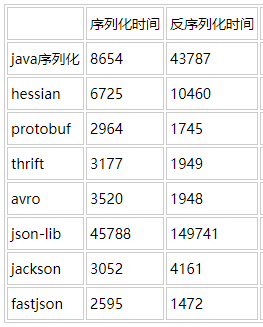 序列化时间 反序列化时间
java序列化 8654 43787
hessian 6725 10460
protobuf 2964 1745
thrift 3177 1949
avro 3520 1948
json-lib 45788 149741
jackson 3052 4161
fastjson 2595 1472